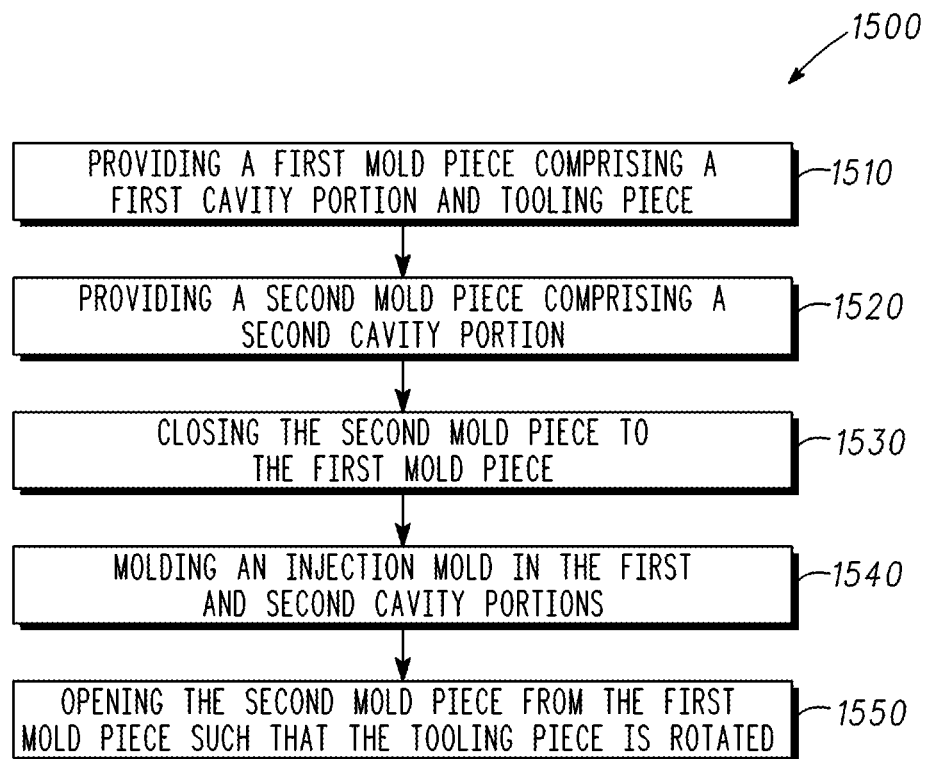 1500
PROVIDING A FIRST MOLD PIECE COMPRISING A
FIRST CAVITY PORTION AND TOOLING PIECE
1510
PROVIDING A SECOND MOLD PIECE COMPRISING A
SECOND CAVITY PORTION
1520
CLOSING THE SECOND MOLD PIECE TO
THE FIRST MOLD PIECE
1530
MOLDING AN INJECTION MOLD IN THE FIRST
AND SECOND CAVITY PORTIONS
1540
OPENING THE SECOND MOLD PIECE FROM THE FIRST
MOLD PIECE SUCH THAT THE TOOLING PIECE IS ROTATED
1550